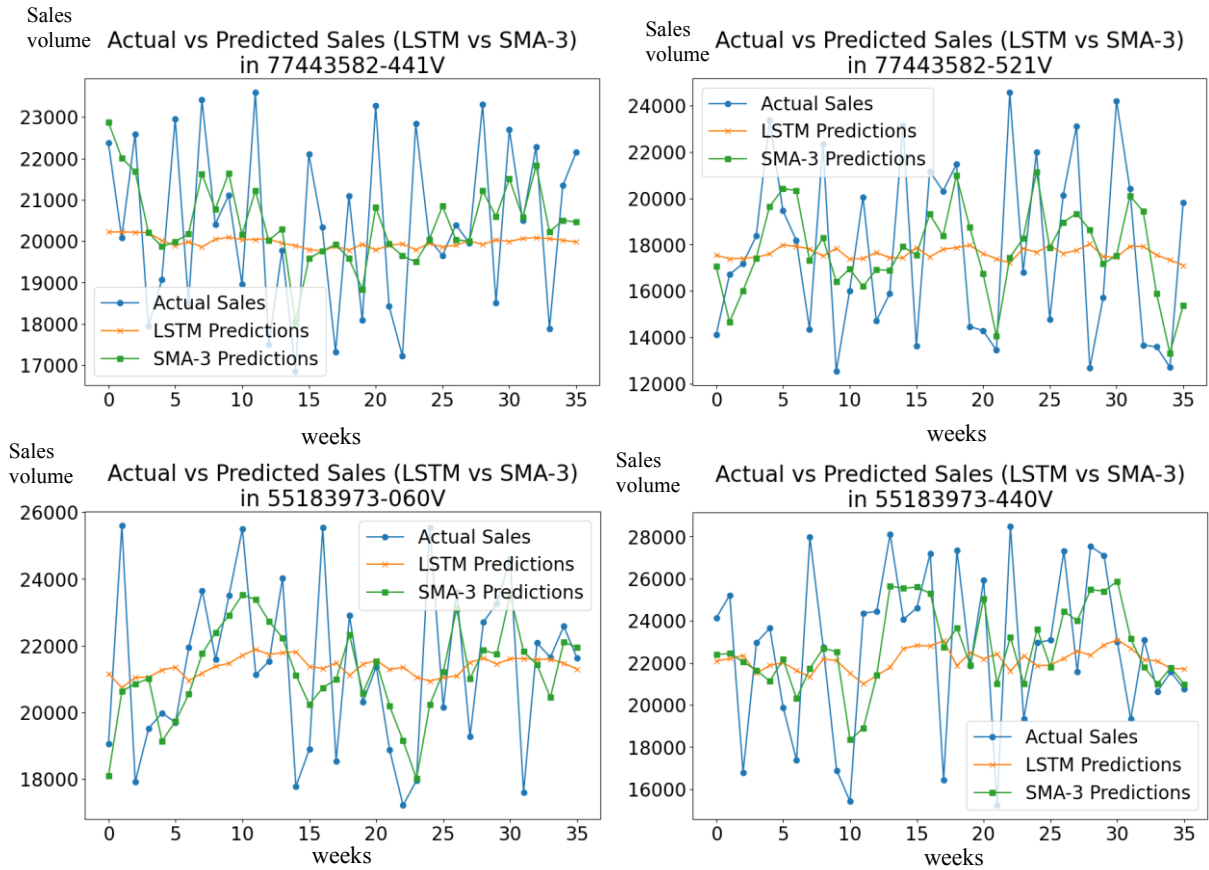 Sales
volume
Actual vs Predicted Sales (LSTM vs SMA-3)
in 77443582-441V
23000
22000
21000
20000
19000
18000
17000
Actual Sales
LSTM Predictions
SMA-3 Predictions
0 5 10 15 20 25 30 35
weeks
Sales
volume
Actual vs Predicted Sales (LSTM vs SMA-3)
in 77443582-521V
24000
22000
20000
18000
16000
14000
12000
Actual Sales
LSTM Predictions
SMA-3 Predictions
0 5 10 15 20 25 30 35
weeks
Sales
volume
Actual vs Predicted Sales (LSTM vs SMA-3)
in 55183973-060V
26000
24000
22000
20000
18000
Actual Sales
LSTM Predictions
SMA-3 Predictions
0 5 10 15 20 25 30 35
weeks
Sales
volume
Actual vs Predicted Sales (LSTM vs SMA-3)
in 55183973-440V
28000
26000
24000
22000
20000
18000
16000
Actual Sales
LSTM Predictions
SMA-3 Predictions
0 5 10 15 20 25 30 35
weeks